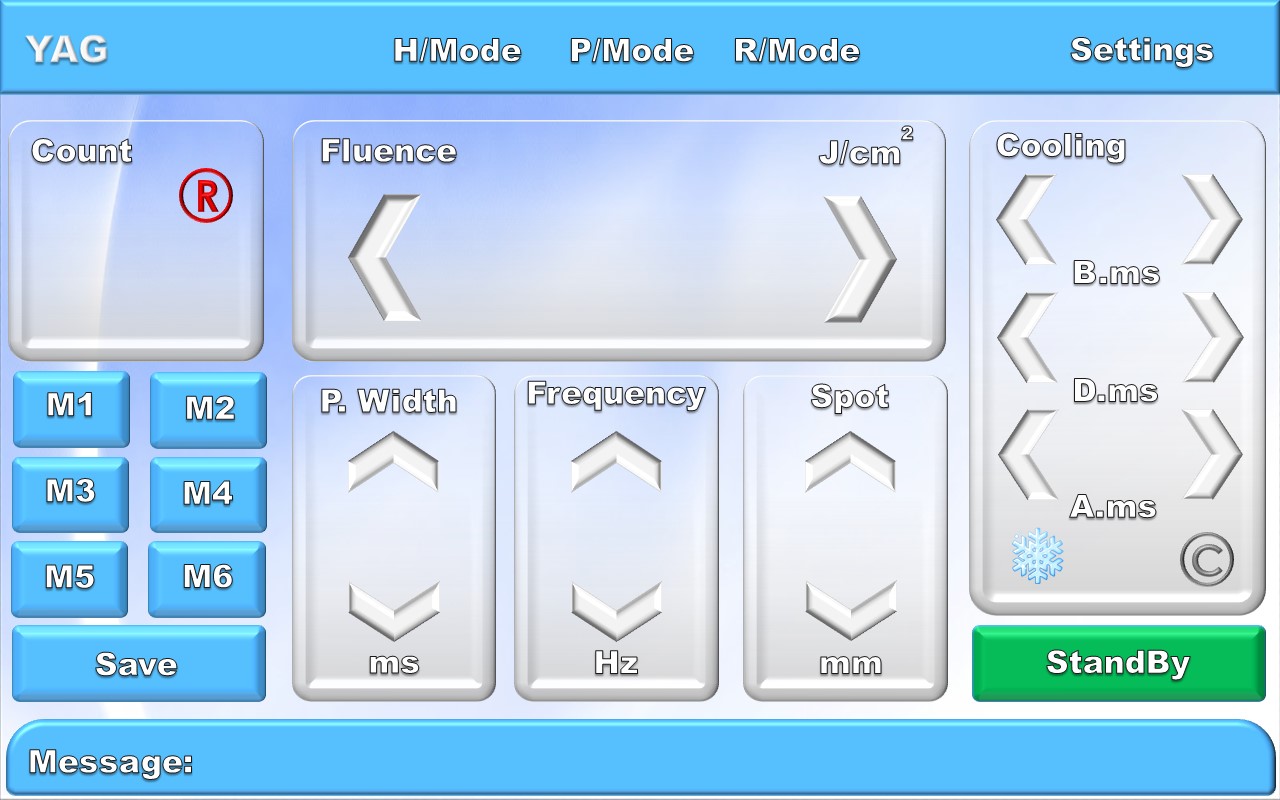 YAG H/Mode P/Mode R/Mode Settings
Count
®
Fluence J/cm²
Cooling
B.ms
D.ms
A.ms
©
M1 M2
M3 M4
M5 M6
Save
P. Width
ms
Frequency
Hz
Spot
mm
StandBy
Message: